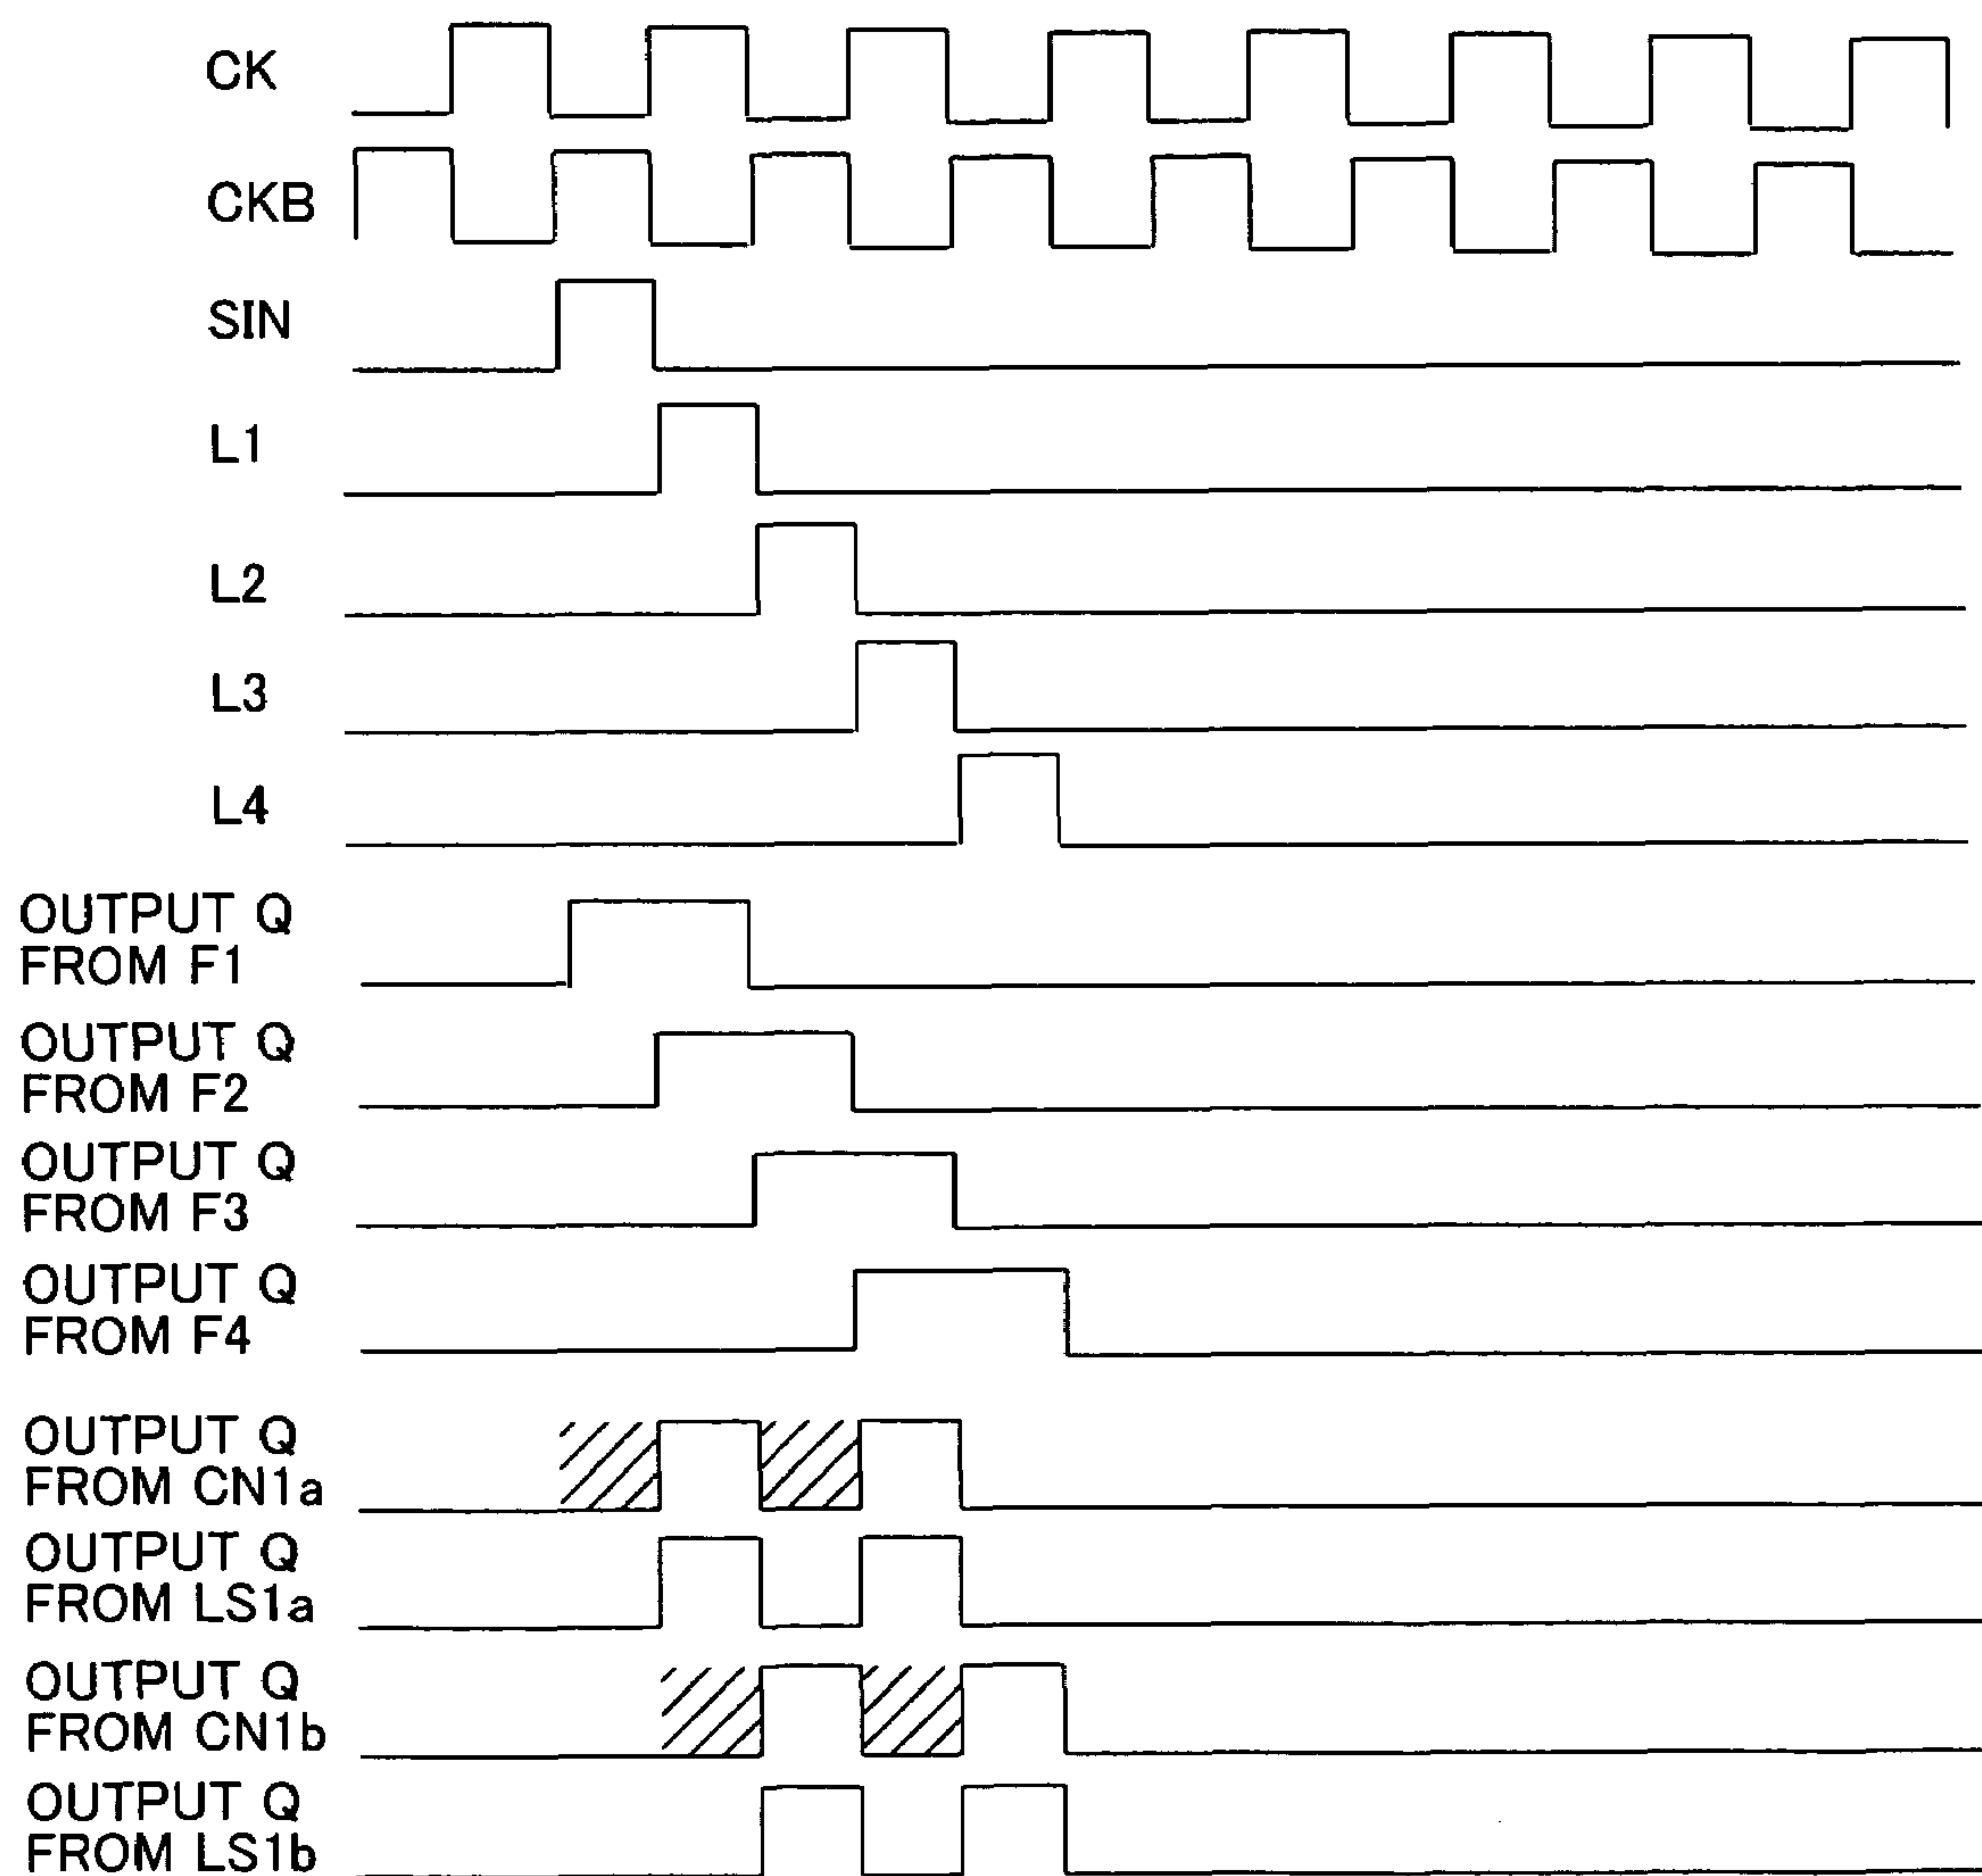 CK
CKB
SIN
L1
L2
L3
L4
OUTPUT Q
FROM F1
OUTPUT Q
FROM F2
OUTPUT Q
FROM F3
OUTPUT Q
FROM F4
OUTPUT Q
FROM CN1a
OUTPUT Q
FROM LS1a
OUTPUT Q
FROM CN1b
OUTPUT Q
FROM LS1b